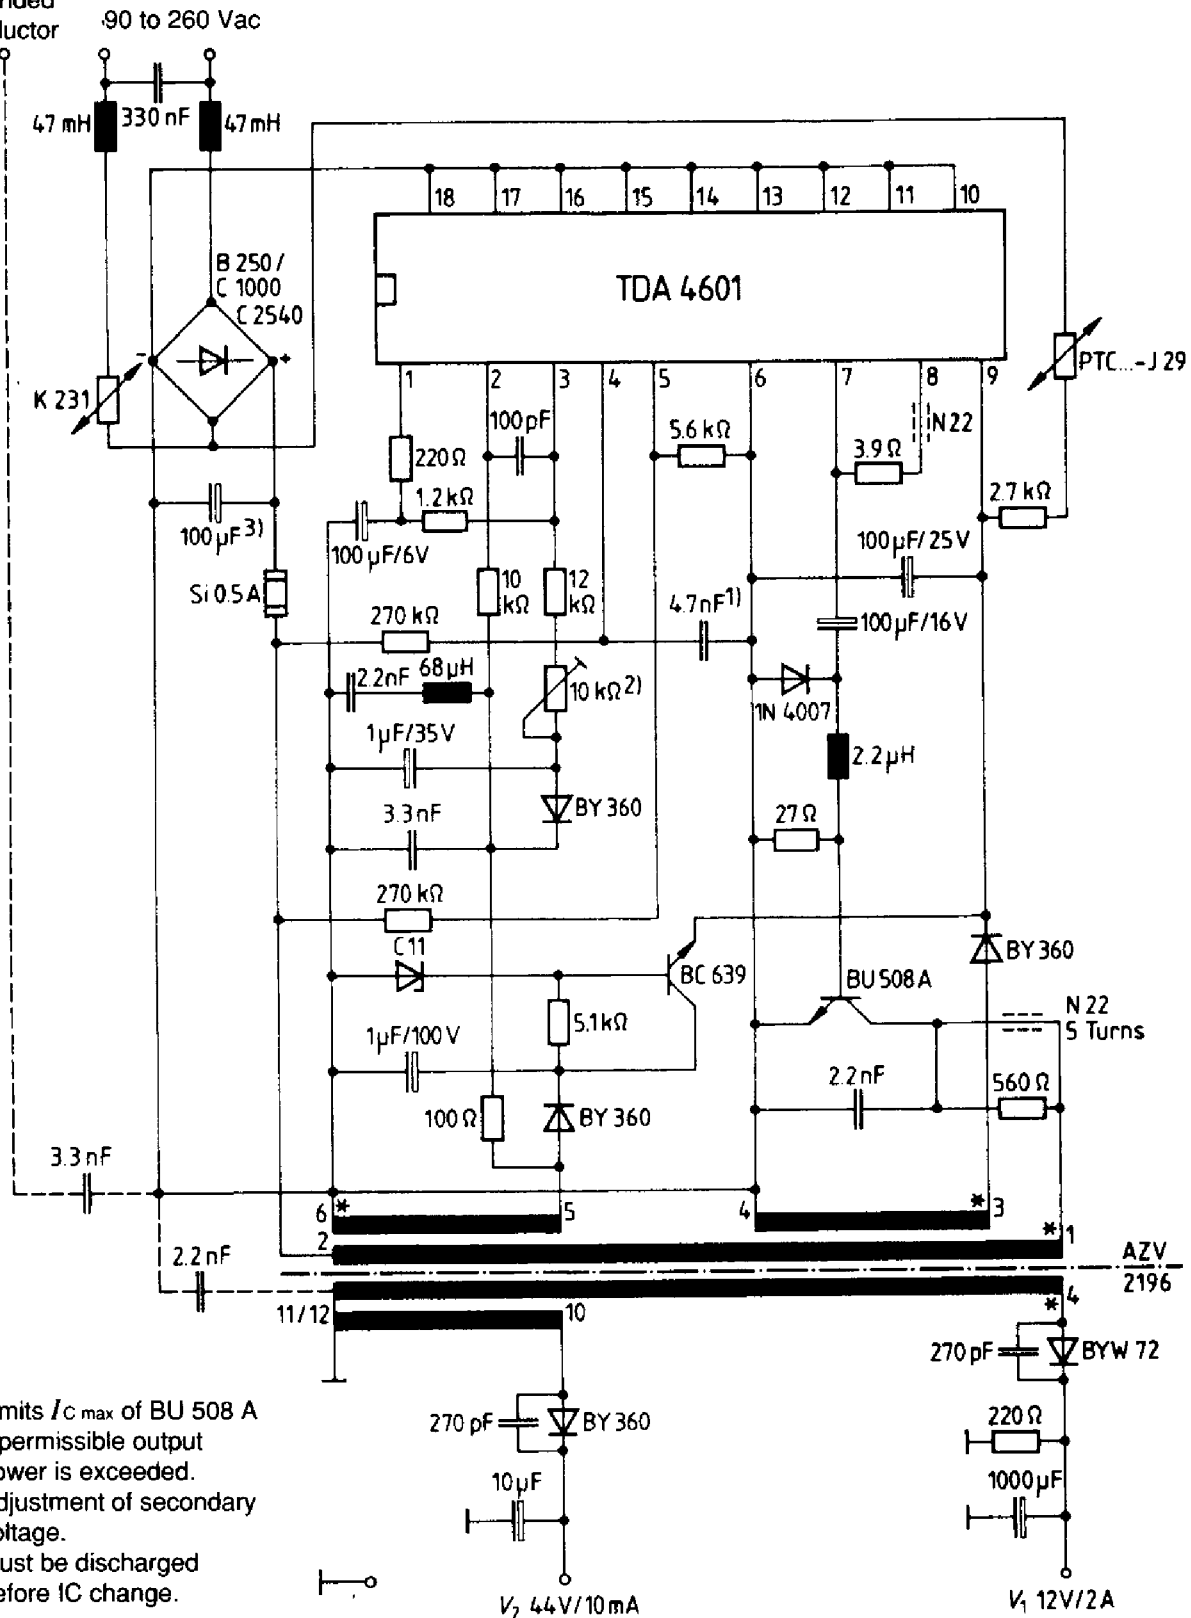 90 to 260 Vac
47 mH
330 nF
47 mH
18
17
16
15
14
13
12
11
10
B 250 /
C 1000
C 2540
TDA 4601
-
+
K 231
PTC...-J 29
1
2
3
4
5
6
7
8
9
100 pF
N 22
220 Ω
5.6 kΩ
3.9 Ω
1.2 kΩ
2.7 kΩ
100 µF 3)
100 µF/6V
100 µF/25 V
Si 0.5 A
10
kΩ
12
kΩ
270 kΩ
4.7 nF 1)
100 µF/16 V
2.2 nF
68 µH
10 kΩ 2)
1N 4007
1 µF/35 V
2.2 µH
3.3 nF
BY 360
27 Ω
270 kΩ
C 11
BC 639
BU 508 A
BY 360
5.1 kΩ
N 22
5 Turns
1 µF/100 V
2.2 nF
560 Ω
100 Ω
BY 360
3.3 nF
6
*
5
4
*
3
2
*
1
2.2 nF
AZV
2196
11/12
10
*
4
270 pF
BYW 72
mits IC max of BU 508 A
permissible output
ower is exceeded.
djustment of secondary
oltage.
ust be discharged
efore IC change.
270 pF
BY 360
220 Ω
10 µF
1000 µF
V2 44V/10 mA
V1 12V/2A